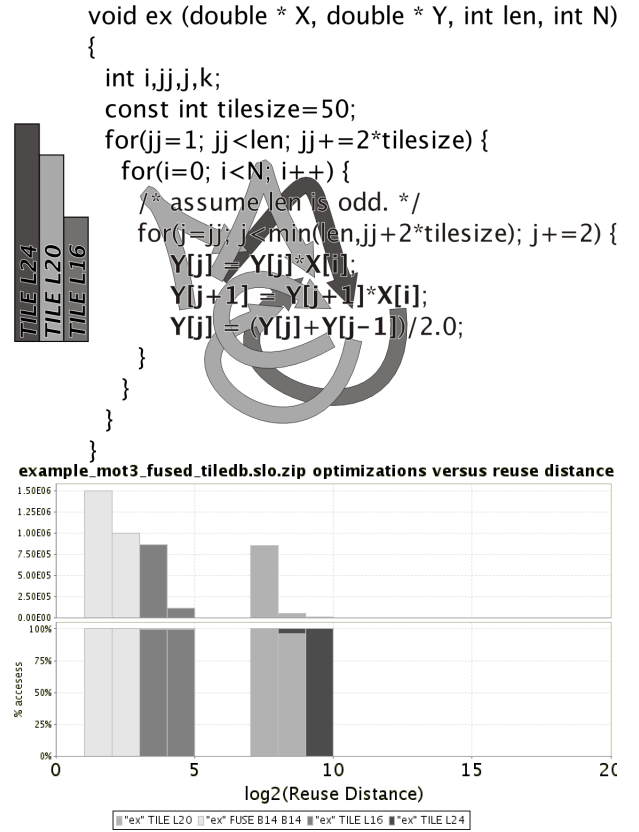 void ex (double * X, double * Y, int len, int N)
{
int i,jj,j,k;
const int tilesize=50;
for(jj=1; jj<len; jj+=2*tilesize) {
for(i=0; i<N; i++) {
/* assume len is odd. */
for(j=jj; j<min(len,jj+2*tilesize); j+=2) {
Y[j] = Y[j]*X[i];
Y[j+1] = Y[j+1]*X[i];
Y[j] = (Y[j]+Y[j-1])/2.0;
}
}
}
}
TILE L24
TILE L20
TILE L16
example_mot3_fused_tiledb.slo.zip optimizations versus reuse distance
1.50E06
1.00E06
7.50E05
5.00E05
2.50E05
0.00E00
100%
75%
50%
25%
0%
% accesess
0 5 10 15 20
log2(Reuse Distance)
"ex" TILE L20 "ex" FUSE B14 B14 "ex" TILE L16 "ex" TILE L24